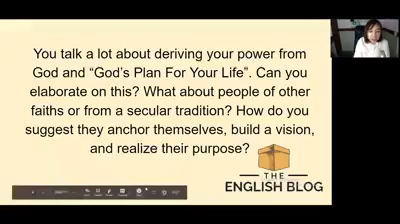 You talk a lot about deriving your power from
God and “God’s Plan For Your Life”. Can you
elaborate on this? What about people of other
faiths or from a secular tradition? How do you
suggest they anchor themselves, build a vision,
and realize their purpose?
THE
ENGLISH BLOG